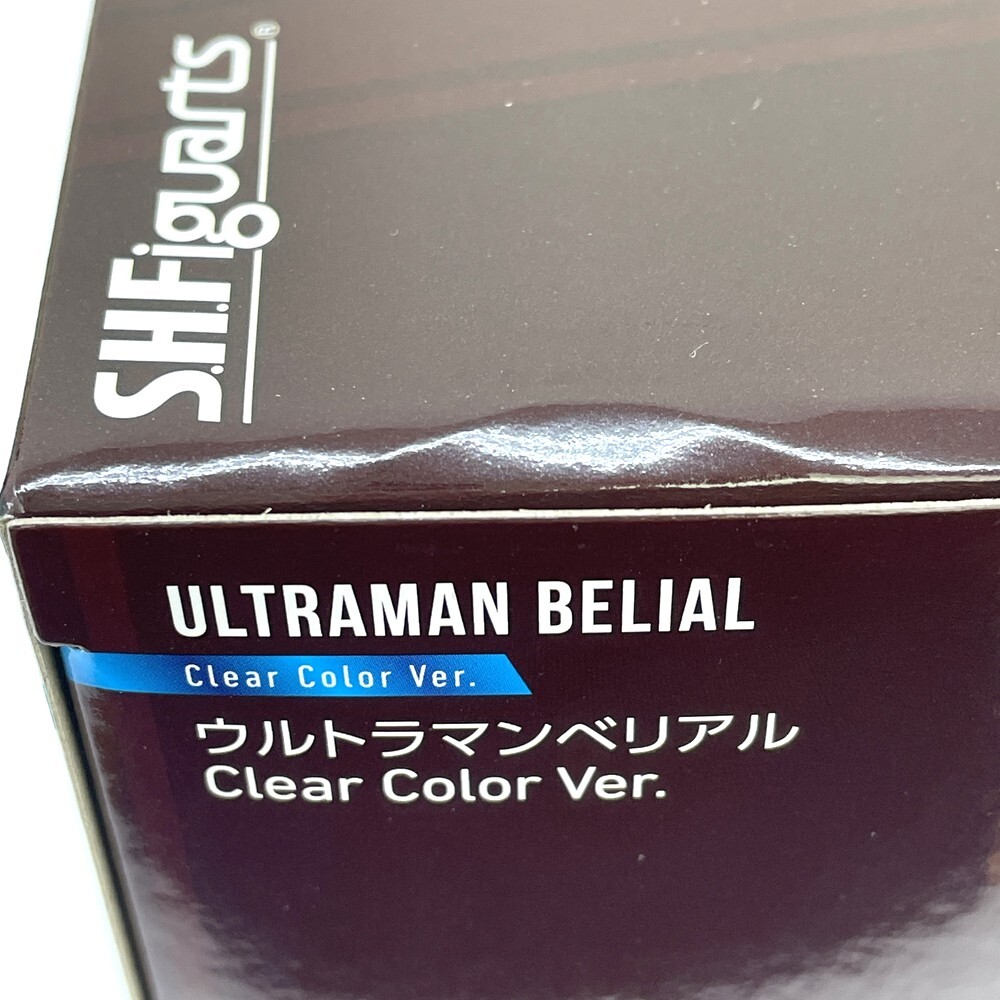 S.H.Figuarts®
ULTRAMAN BELIAL
Clear Color Ver.
ウルトラマンベリアル
Clear Color Ver.